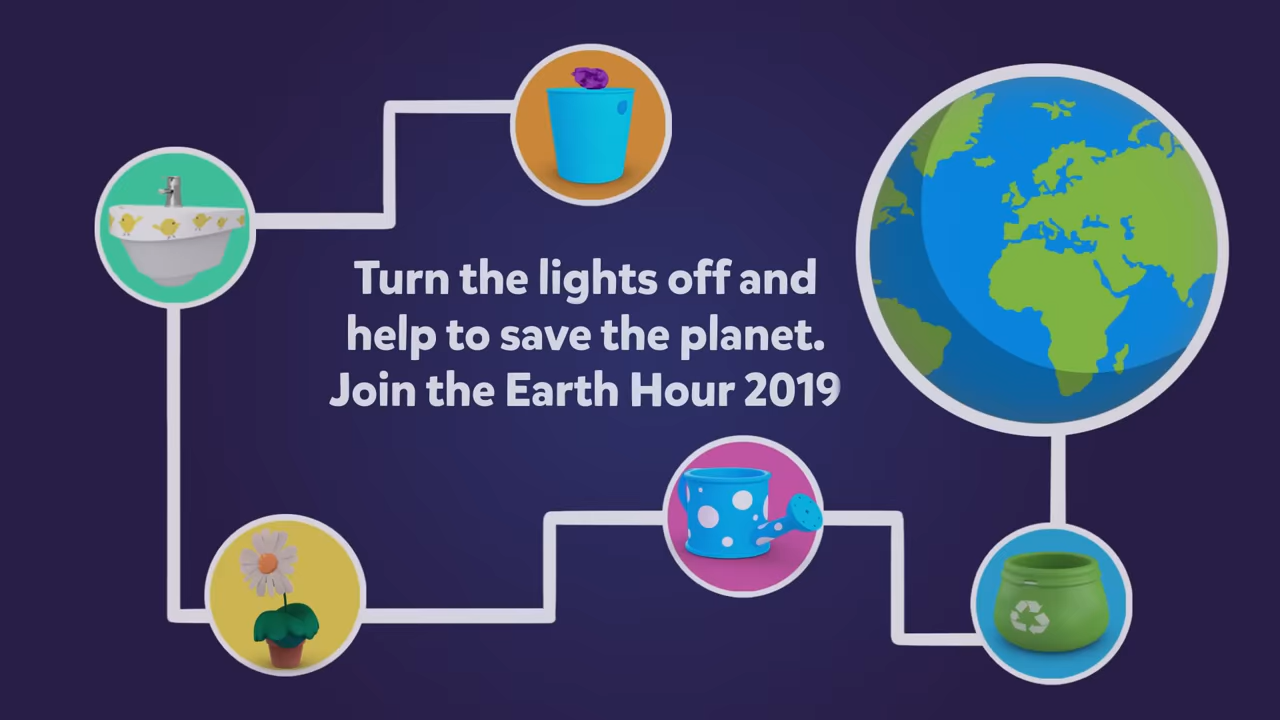 Turn the lights off and
help to save the planet.
Join the Earth Hour 2019